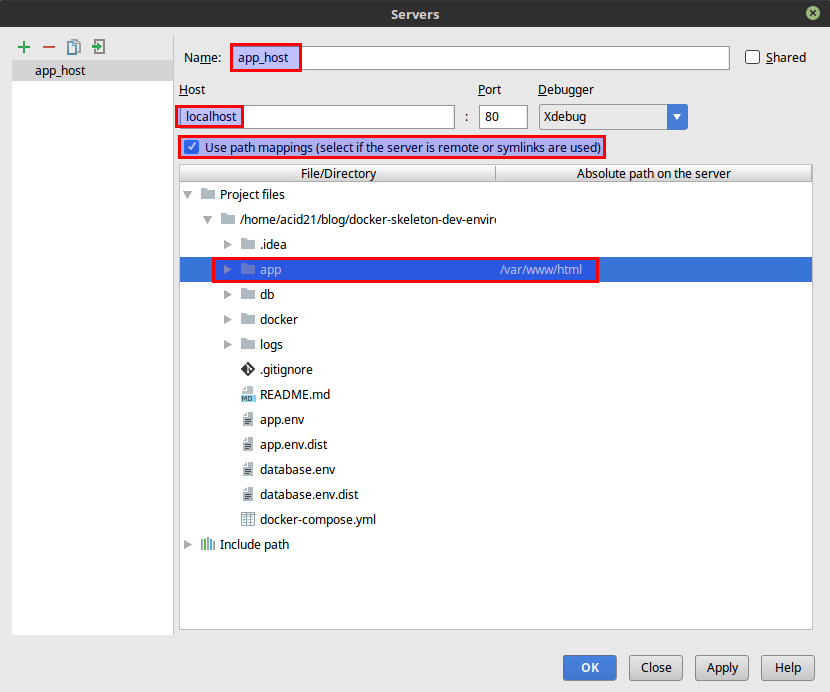 Servers
app_host
Name: app_host Shared
Host Port Debugger
localhost : 80 Xdebug
Use path mappings (select if the server is remote or symlinks are used)
File/Directory Absolute path on the server
Project files
/home/acid21/blog/docker-skeleton-dev-enviro
.idea
app /var/www/html
db
docker
logs
.gitignore
MD README.md
app.env
app.env.dist
database.env
database.env.dist
docker-compose.yml
Include path
OK Close Apply Help